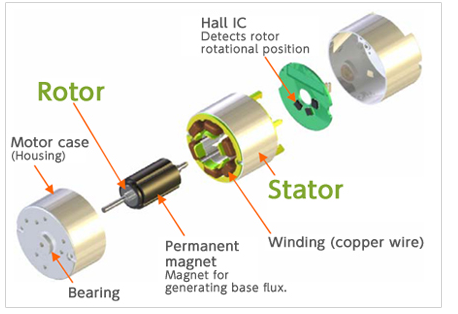 Hall IC
Detects rotor
rotational position
Rotor
Motor case
(Housing)
Stator
Permanent
magnet
Magnet for
generating base flux.
Winding (copper wire)
Bearing